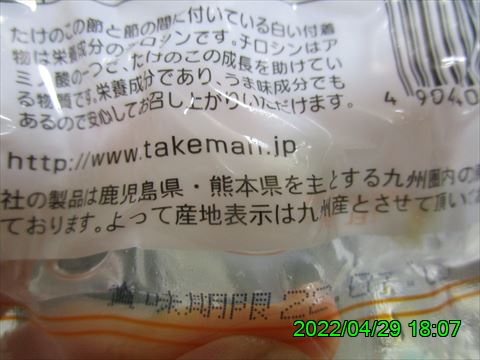 たけのこの節と節の間に付いている白い付着
物は栄養成分のチロシンです。チロシンはア
ミノ酸の一つで、たけのこの成長を助けてい
る物質です。栄養成分であり、うま味成分でも
あるので安心してお召し上がりいただけます。
4 9040
http://www.takeman.jp
社の製品は鹿児島県・熊本県を主とする九州圏内の
ております。よって産地表示は九州産とさせて頂い
賞味期限
2022/04/29 18:07